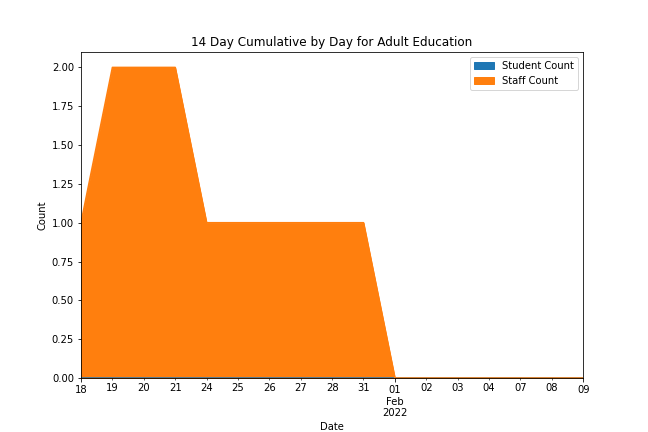 14 Day Cumulative by Day for Adult Education
Student Count
Staff Count
2.00
1.75
1.50
1.25
1.00
0.75
0.50
0.25
0.00
Count
18 19 20 21 24 25 26 27 28 31 01 02 03 04 07 08 09
Feb
2022
Date